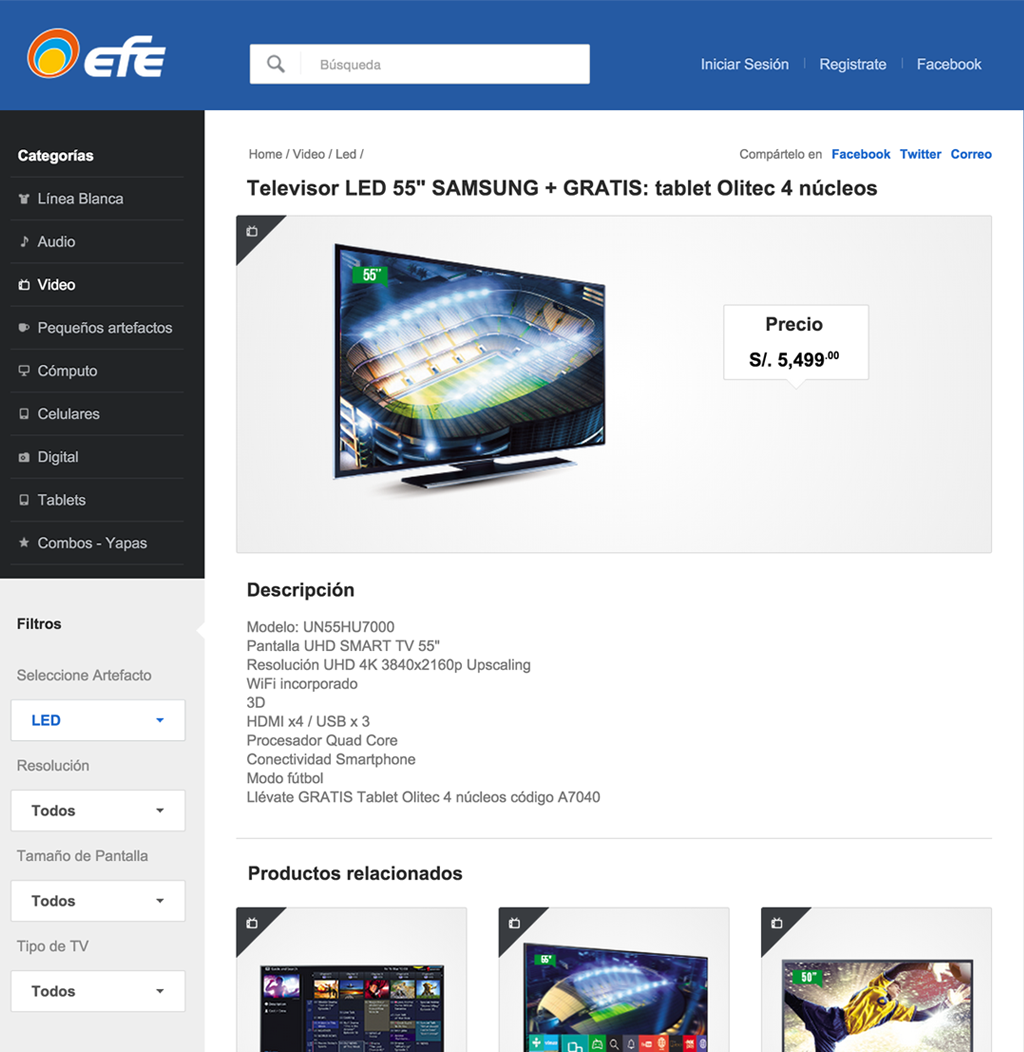 efe
Búsqueda
Iniciar Sesión
Registrate
Facebook
Categorías
Línea Blanca
Audio
Video
Pequeños artefactos
Cómputo
Celulares
Digital
Tablets
Combos - Yapas
Filtros
Seleccione Artefacto
LED
Resolución
Todos
Tamaño de Pantalla
Todos
Tipo de TV
Todos
Home / Video / Led /
Compártelo en Facebook Twitter Correo
Televisor LED 55" SAMSUNG + GRATIS: tablet Olitec 4 núcleos
55"
Precio
S/. 5,499.00
Descripción
Modelo: UN55HU7000
Pantalla UHD SMART TV 55"
Resolución UHD 4K 3840x2160p Upscaling
WiFi incorporado
3D
HDMI x4 / USB x 3
Procesador Quad Core
Conectividad Smartphone
Modo fútbol
Llévate GRATIS Tablet Olitec 4 núcleos código A7040
Productos relacionados
50"